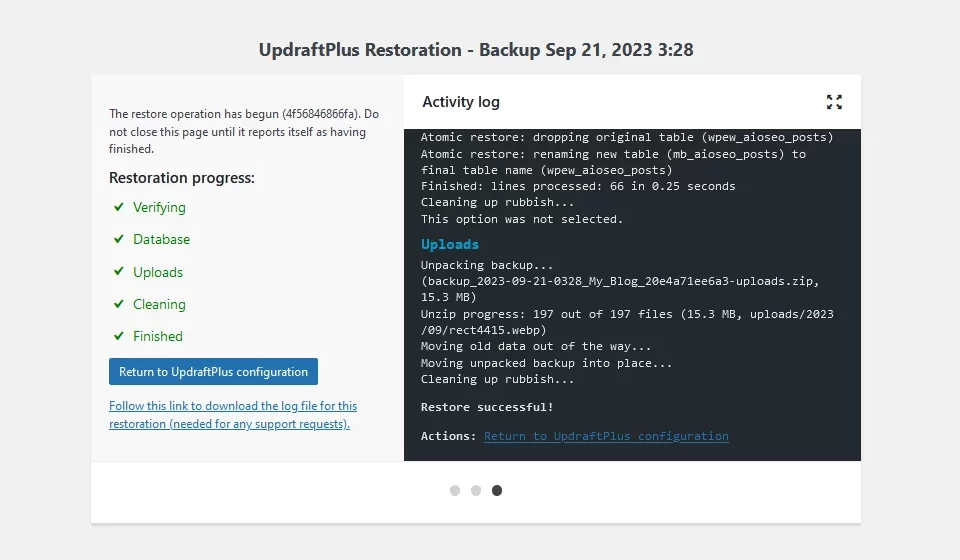 UpdraftPlus Restoration - Backup Sep 21, 2023 3:28
The restore operation has begun (4f56846866fa). Do
not close this page until it reports itself as having
finished.
Restoration progress:
Verifying
Database
Uploads
Cleaning
Finished
Return to UpdraftPlus configuration
Follow this link to download the log file for this
restoration (needed for any support requests).
Activity log
Atomic restore: dropping original table (wpew_aioseo_posts)
Atomic restore: renaming new table (mb_aioseo_posts) to
final table name (wpew_aioseo_posts)
Finished: lines processed: 66 in 0.25 seconds
Cleaning up rubbish...
This option was not selected.
Uploads
Unpacking backup...
(backup_2023-09-21-0328_My_Blog_20e4a71ee6a3-uploads.zip,
15.3 MB)
Unzip progress: 197 out of 197 files (15.3 MB, uploads/2023
/09/rect4415.webp)
Moving old data out of the way...
Moving unpacked backup into place...
Cleaning up rubbish...
Restore successful!
Actions: Return to UpdraftPlus configuration